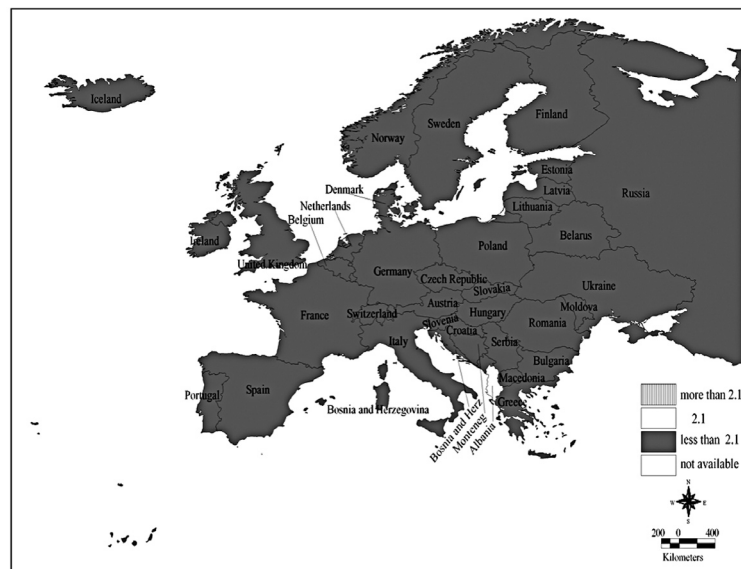 Iceland
Finland
Sweden
Norway
Estonia
Latvia
Denmark
Lithuania
Russia
Netherlands
Belgium
Ireland
Belarus
Poland
United Kingdom
Germany
Czech Republic
Ukraine
Slovakia
Austria
Moldova
France
Switzerland
Hungary
Slovenia
Romania
Croatia
Italy
Serbia
Bulgaria
Macedonia
Portugal
Spain
Greece
Bosnia and Herzegovina
Bosnia and Herz
Monteneg
Albania
more than 2.1
2.1
less than 2.1
not available
N
W
E
S
200 0 400
Kilometers